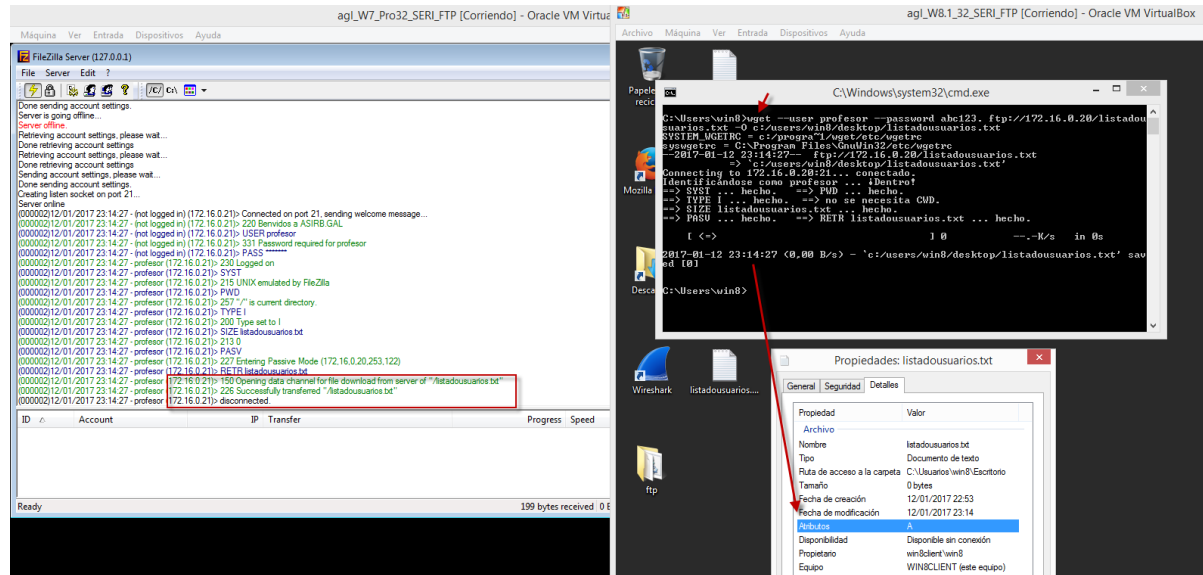 agl_W7_Pro32_SERI_FTP [Corriendo] - Oracle VM Virtua
Máquina Ver Entrada Dispositivos Ayuda
FileZilla Server (127.0.0.1)
File Server Edit ?
/C/ C:\
Done sending account settings.
Server is going offline...
Server offline.
Retrieving account settings, please wait...
Done retrieving account settings
Retrieving account settings, please wait...
Done retrieving account settings
Sending account settings, please wait...
Done sending account settings.
Creating listen socket on port 21...
Server online
(000002)12/01/2017 23:14:27 - (not logged in) (172.16.0.21)> Connected on port 21, sending welcome message...
(000002)12/01/2017 23:14:27 - (not logged in) (172.16.0.21)> 220 Benvidos a ASIRB.GAL
(000002)12/01/2017 23:14:27 - (not logged in) (172.16.0.21)> USER profesor
(000002)12/01/2017 23:14:27 - (not logged in) (172.16.0.21)> 331 Password required for profesor
(000002)12/01/2017 23:14:27 - (not logged in) (172.16.0.21)> PASS *******
(000002)12/01/2017 23:14:27 - profesor (172.16.0.21)> 230 Logged on
(000002)12/01/2017 23:14:27 - profesor (172.16.0.21)> SYST
(000002)12/01/2017 23:14:27 - profesor (172.16.0.21)> 215 UNIX emulated by FileZilla
(000002)12/01/2017 23:14:27 - profesor (172.16.0.21)> PWD
(000002)12/01/2017 23:14:27 - profesor (172.16.0.21)> 257 "/" is current directory.
(000002)12/01/2017 23:14:27 - profesor (172.16.0.21)> TYPE I
(000002)12/01/2017 23:14:27 - profesor (172.16.0.21)> 200 Type set to I
(000002)12/01/2017 23:14:27 - profesor (172.16.0.21)> SIZE listadousuarios.txt
(000002)12/01/2017 23:14:27 - profesor (172.16.0.21)> 213 0
(000002)12/01/2017 23:14:27 - profesor (172.16.0.21)> PASV
(000002)12/01/2017 23:14:27 - profesor (172.16.0.21)> 227 Entering Passive Mode (172,16,0,20,253,122)
(000002)12/01/2017 23:14:27 - profesor (172.16.0.21)> RETR listadousuarios.txt
(000002)12/01/2017 23:14:27 - profesor (172.16.0.21)> 150 Opening data channel for file download from server of "/listadousuarios.txt"
(000002)12/01/2017 23:14:27 - profesor (172.16.0.21)> 226 Successfully transferred "/listadousuarios.txt"
(000002)12/01/2017 23:14:27 - profesor (172.16.0.21)> disconnected.
ID Account IP Transfer Progress Speed
Ready 199 bytes received 0 B
agl_W8.1_32_SERI_FTP [Corriendo] - Oracle VM VirtualBox
Archivo Máquina Ver Entrada Dispositivos Ayuda
Papele
recic
Mozilla
Desca
Wireshark
listadousuarios....
ftp
C:\Windows\system32\cmd.exe
C:\Users\win8>wget --user profesor --password abc123. ftp://172.16.0.20/listadou
suarios.txt -O c:/users/win8/desktop/listadousuarios.txt
SYSTEM_WGETRC = c:/progra~1/wget/etc/wgetrc
syswgetrc = C:\Program Files\GnuWin32/etc/wgetrc
--2017-01-12 23:14:27-- ftp://172.16.0.20/listadousuarios.txt
=> `c:/users/win8/desktop/listadousuarios.txt'
Connecting to 172.16.0.20:21... conectado.
Identificándose como profesor ... ¡Dentro!
==> SYST ... hecho. ==> PWD ... hecho.
==> TYPE I ... hecho. ==> no se necesita CWD.
==> SIZE listadousuarios.txt ... hecho.
==> PASV ... hecho. ==> RETR listadousuarios.txt ... hecho.
[ <=> ] 0 --.-K/s in 0s
2017-01-12 23:14:27 (0,00 B/s) - `c:/users/win8/desktop/listadousuarios.txt' sav
ed [0]
C:\Users\win8>
Propiedades: listadousuarios.txt
General Seguridad Detalles
Propiedad Valor
Archivo
Nombre listadousuarios.txt
Tipo Documento de texto
Ruta de acceso a la carpeta C:\Usuarios\win8\Escritorio
Tamaño 0 bytes
Fecha de creación 12/01/2017 22:53
Fecha de modificación 12/01/2017 23:14
Atributos A
Disponibilidad Disponible sin conexión
Propietario win8client\win8
Equipo WIN8CLIENT (este equipo)